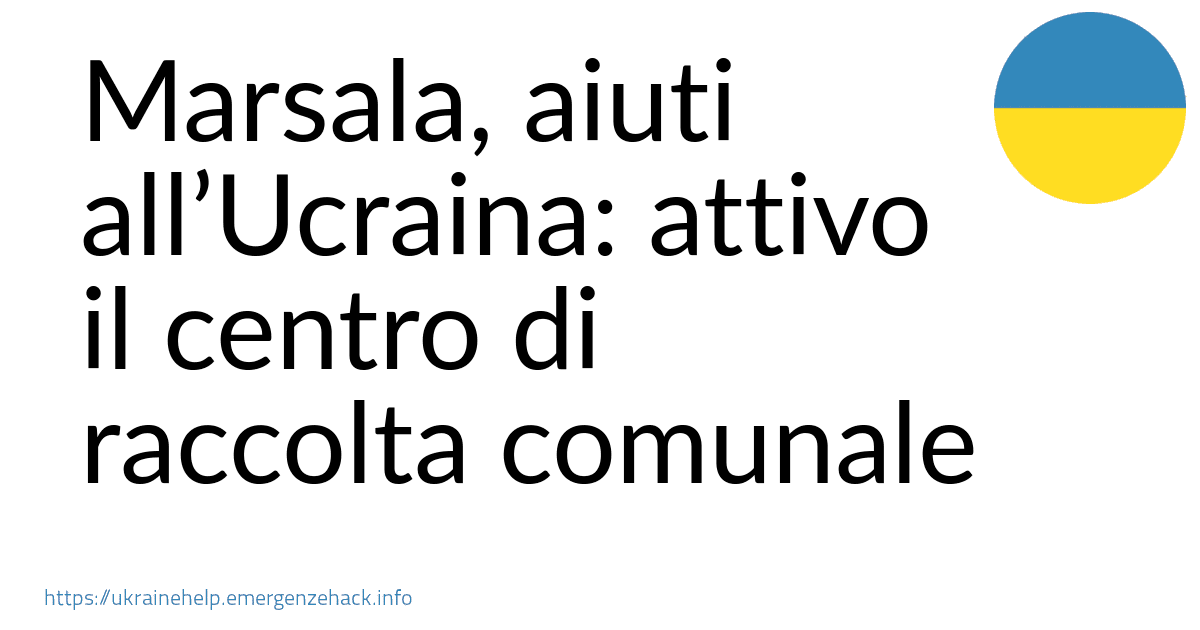 Marsala, aiuti
all’Ucraina: attivo
il centro di
raccolta comunale
https://ukrainehelp.emergenzehack.info